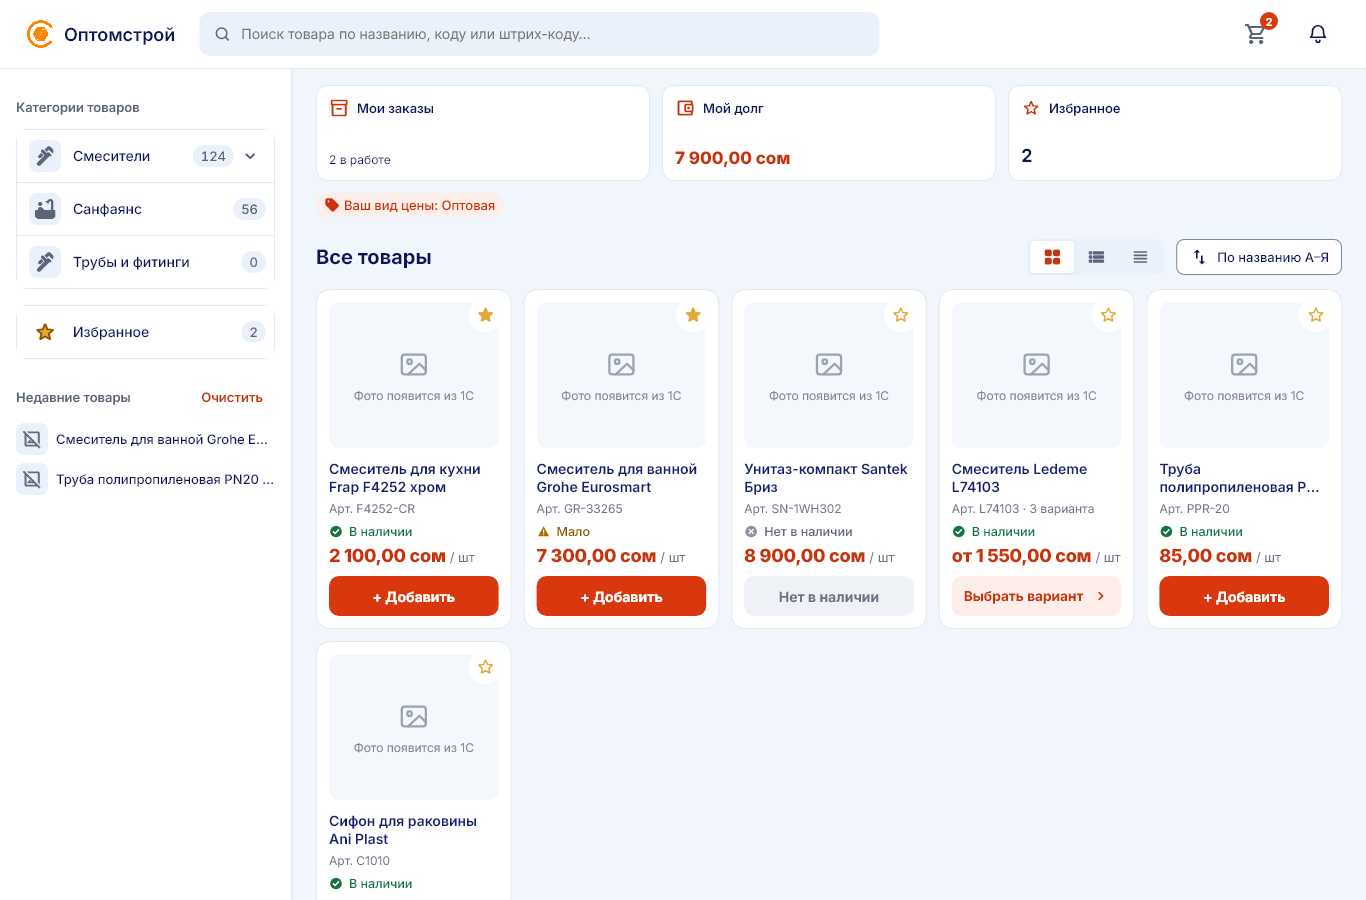 Оптомстрой
Поиск товара по названию, коду или штрих-коду...
2
Категории товаров
Смесители
124
Санфаянс
56
Трубы и фитинги
0
Избранное
2
Недавние товары
Очистить
Смеситель для ванной Grohe E...
Труба полипропиленовая PN20 ...
Мои заказы
2 в работе
Мой долг
7 900,00 сом
Избранное
2
Ваш вид цены: Оптовая
Все товары
По названию А–Я
Фото появится из 1С
Смеситель для кухни
Frap F4252 хром
Арт. F4252-CR
В наличии
2 100,00 сом / шт
+ Добавить
Фото появится из 1С
Смеситель для ванной
Grohe Eurosmart
Арт. GR-33265
Мало
7 300,00 сом / шт
+ Добавить
Фото появится из 1С
Унитаз-компакт Santek
Бриз
Арт. SN-1WH302
Нет в наличии
8 900,00 сом / шт
Нет в наличии
Фото появится из 1С
Смеситель Ledeme
L74103
Арт. L74103 · 3 варианта
В наличии
от 1 550,00 сом / шт
Выбрать вариант
Фото появится из 1С
Труба
полипропиленовая P...
Арт. PPR-20
В наличии
85,00 сом / шт
+ Добавить
Фото появится из 1С
Сифон для раковины
Ani Plast
Арт. C1010
В наличии